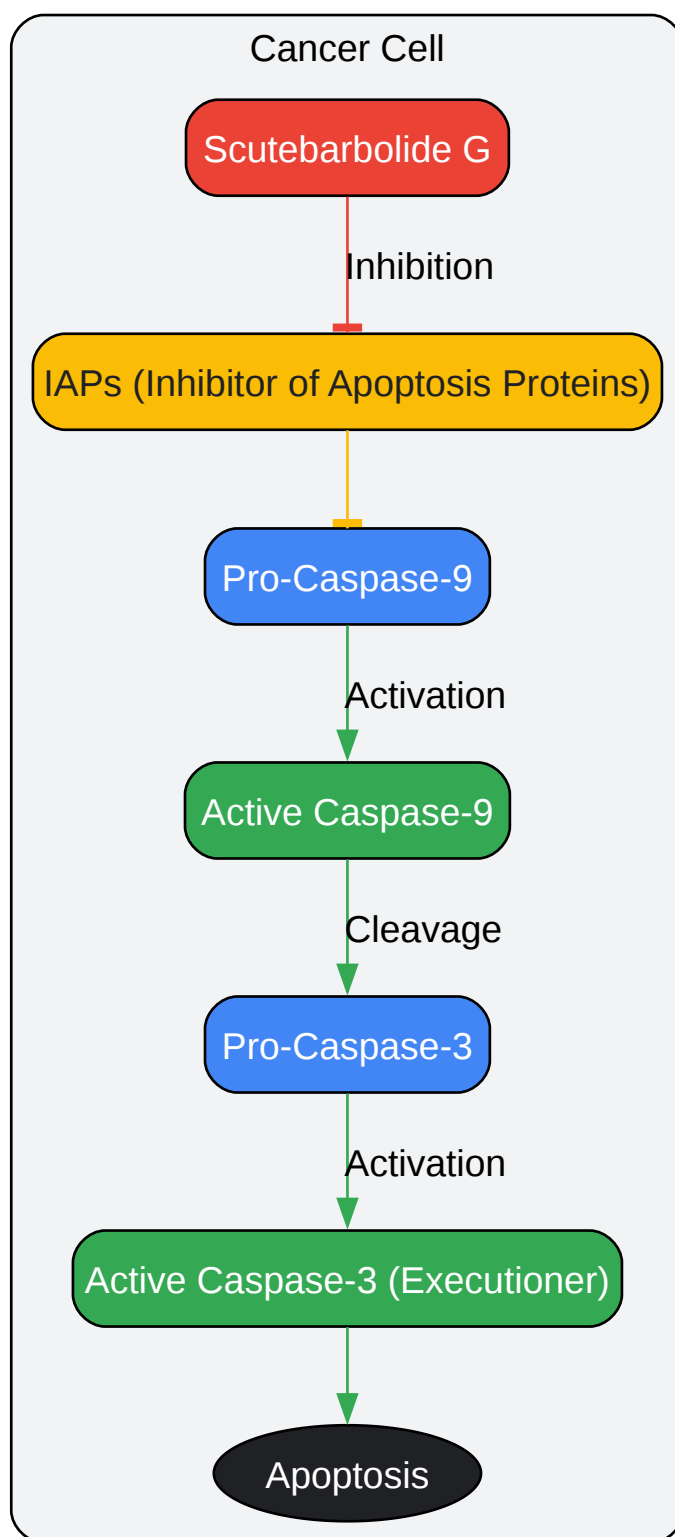 Cancer Cell
Scutebarbolide G
Inhibition
IAPs (Inhibitor of Apoptosis Proteins)
Pro-Caspase-9
Activation
Active Caspase-9
Cleavage
Pro-Caspase-3
Activation
Active Caspase-3 (Executioner)
Apoptosis